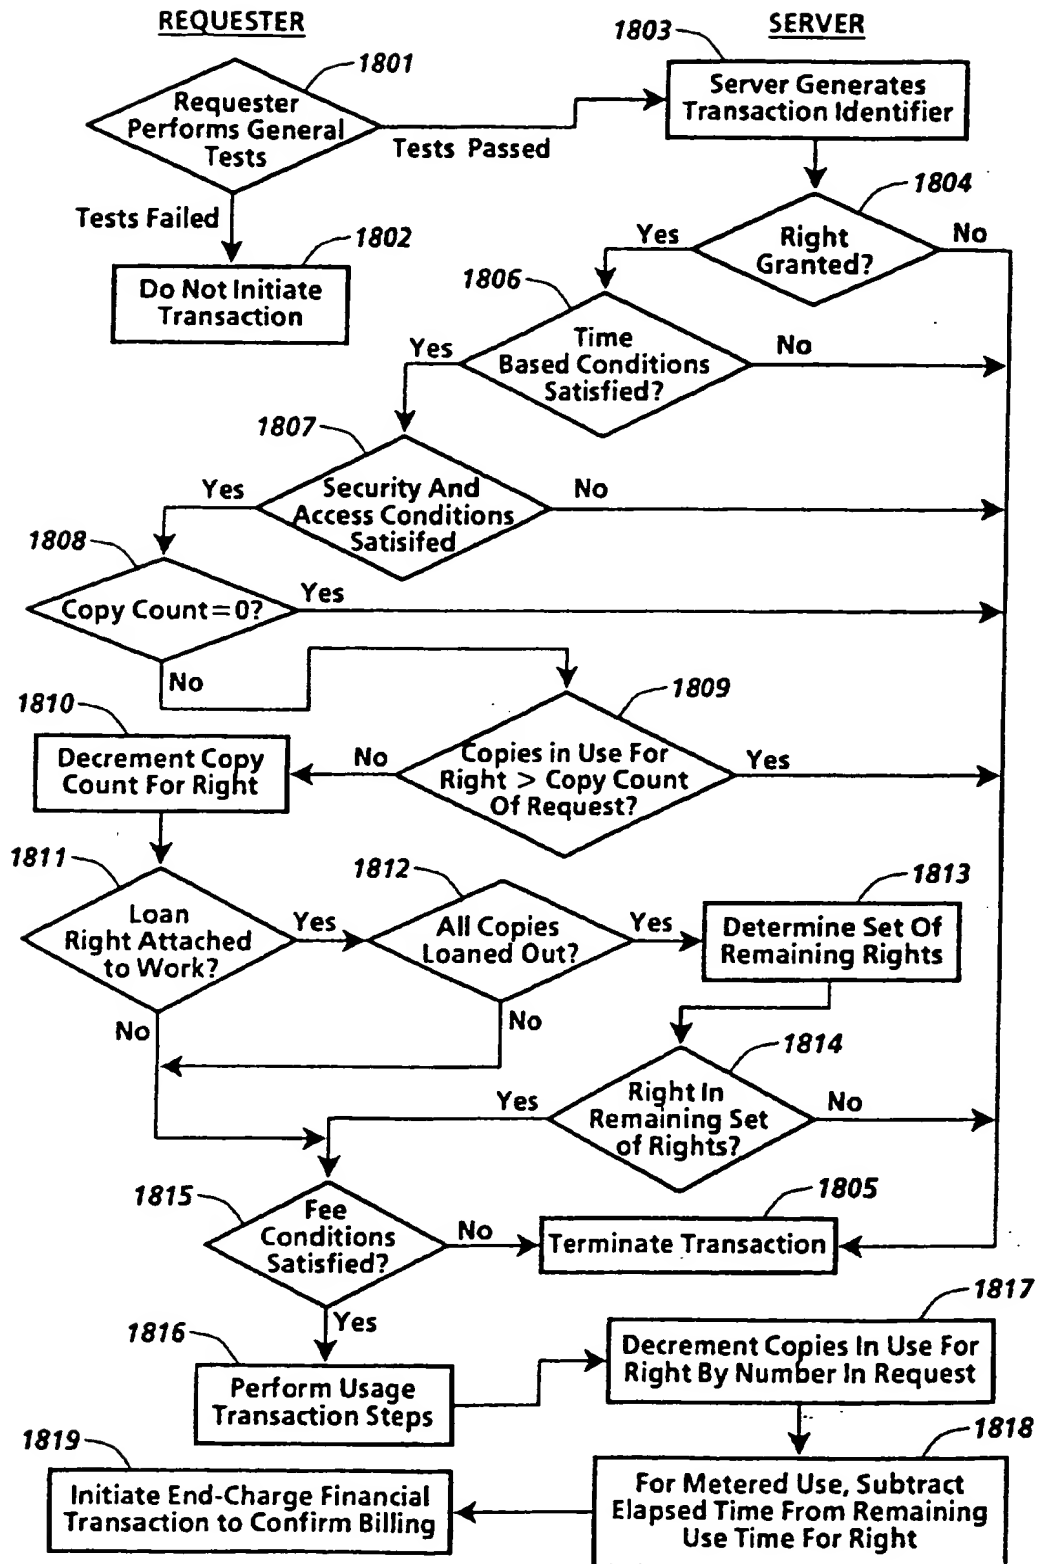 REQUESTER
SERVER
1801
1803
Requester
Performs General
Tests
Tests Passed
Server Generates
Transaction Identifier
Tests Failed
1802
Do Not Initiate
Transaction
1804
Right
Granted?
Yes
No
1806
Time
Based Conditions
Satisfied?
Yes
No
1807
Security And
Access Conditions
Satisifed
Yes
No
1808
Copy Count=0?
Yes
No
1809
Copies in Use For
Right > Copy Count
Of Request?
No
Yes
1810
Decrement Copy
Count For Right
1811
Loan
Right Attached
to Work?
Yes
No
1812
All Copies
Loaned Out?
Yes
No
1813
Determine Set Of
Remaining Rights
1814
Right In
Remaining Set
of Rights?
Yes
No
1815
Fee
Conditions
Satisfied?
No
Yes
1805
Terminate Transaction
1816
Perform Usage
Transaction Steps
1817
Decrement Copies In Use For
Right By Number In Request
1818
For Metered Use, Subtract
Elapsed Time From Remaining
Use Time For Right
1819
Initiate End-Charge Financial
Transaction to Confirm Billing